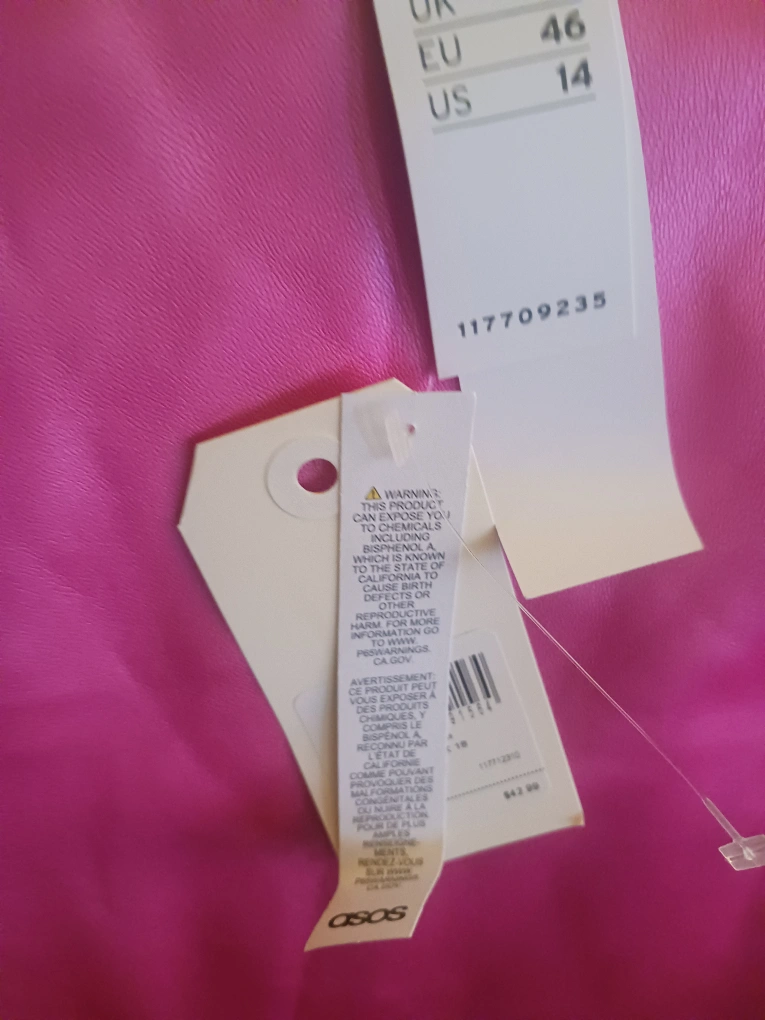 UK
EU 46
US 14
117709235
WARNING:
THIS PRODUCT
CAN EXPOSE YOU
TO CHEMICALS
INCLUDING
BISPHENOL A,
WHICH IS KNOWN
TO THE STATE OF
CALIFORNIA TO
CAUSE BIRTH
DEFECTS OR
OTHER
REPRODUCTIVE
HARM. FOR MORE
INFORMATION GO
TO WWW.
P65WARNINGS.
CA.GOV.
AVERTISSEMENT:
CE PRODUIT PEUT
VOUS EXPOSER À
DES PRODUITS
CHIMIQUES, Y
COMPRIS LE
BISPÉNOL A,
RECONNU PAR
L'ÉTAT DE
CALIFORNIE
COMME POUVANT
PROVOQUER DES
MALFORMATIONS
CONGÉNITALES
OU NUIRE À LA
REPRODUCTION.
POUR DE PLUS
AMPLES
RENSEIGNE-
MENTS,
RENDEZ-VOUS
SUR WWW.
P65WARNINGS.
CA.GOV.
asos
117712310
$42.99